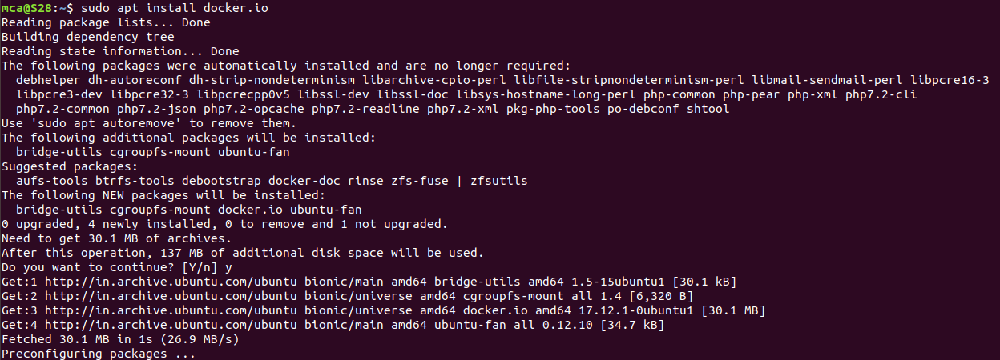 mca@S28:~$ sudo apt install docker.io
Reading package lists... Done
Building dependency tree
Reading state information... Done
The following packages were automatically installed and are no longer required:
  debhelper dh-autoreconf dh-strip-nondeterminism libarchive-cpio-perl libfile-stripnondeterminism-perl libmail-sendmail-perl libpcre16-3
  libpcre3-dev libpcre32-3 libpcrecpp0v5 libssl-dev libssl-doc libsys-hostname-long-perl php-common php-pear php-xml php7.2-cli
  php7.2-common php7.2-json php7.2-opcache php7.2-readline php7.2-xml pkg-php-tools po-debconf shtool
Use 'sudo apt autoremove' to remove them.
The following additional packages will be installed:
  bridge-utils cgroupfs-mount ubuntu-fan
Suggested packages:
  aufs-tools btrfs-tools debootstrap docker-doc rinse zfs-fuse | zfsutils
The following NEW packages will be installed:
  bridge-utils cgroupfs-mount docker.io ubuntu-fan
0 upgraded, 4 newly installed, 0 to remove and 1 not upgraded.
Need to get 30.1 MB of archives.
After this operation, 137 MB of additional disk space will be used.
Do you want to continue? [Y/n] y
Get:1 http://in.archive.ubuntu.com/ubuntu bionic/main amd64 bridge-utils amd64 1.5-15ubuntu1 [30.1 kB]
Get:2 http://in.archive.ubuntu.com/ubuntu bionic/universe amd64 cgroupfs-mount all 1.4 [6,320 B]
Get:3 http://in.archive.ubuntu.com/ubuntu bionic/universe amd64 docker.io amd64 17.12.1-0ubuntu1 [30.1 MB]
Get:4 http://in.archive.ubuntu.com/ubuntu bionic/main amd64 ubuntu-fan all 0.12.10 [34.7 kB]
Fetched 30.1 MB in 1s (26.9 MB/s)
Preconfiguring packages ...